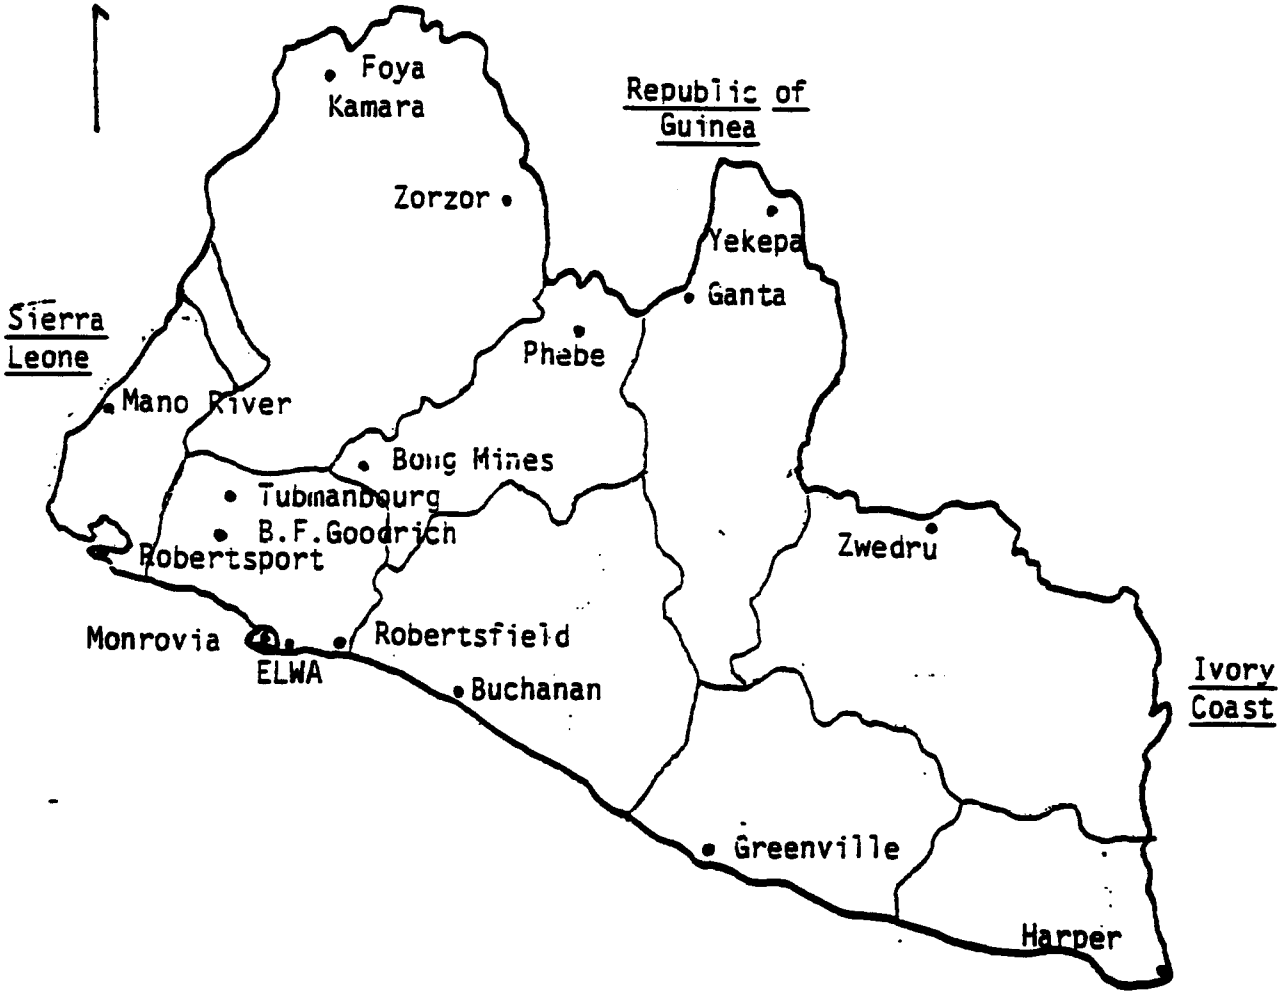 Foya
Kamara
Republic of
Guinea
Zorzor
Yekepa
Ganta
Sierra
Leone
Phebe
Mano River
Bong Mines
Tubmanbourg
B.F.Goodrich
Zwedru
Robertsport
Monrovia
Robertsfield
ELWA
Ivory
Coast
Buchanan
Greenville
Harper